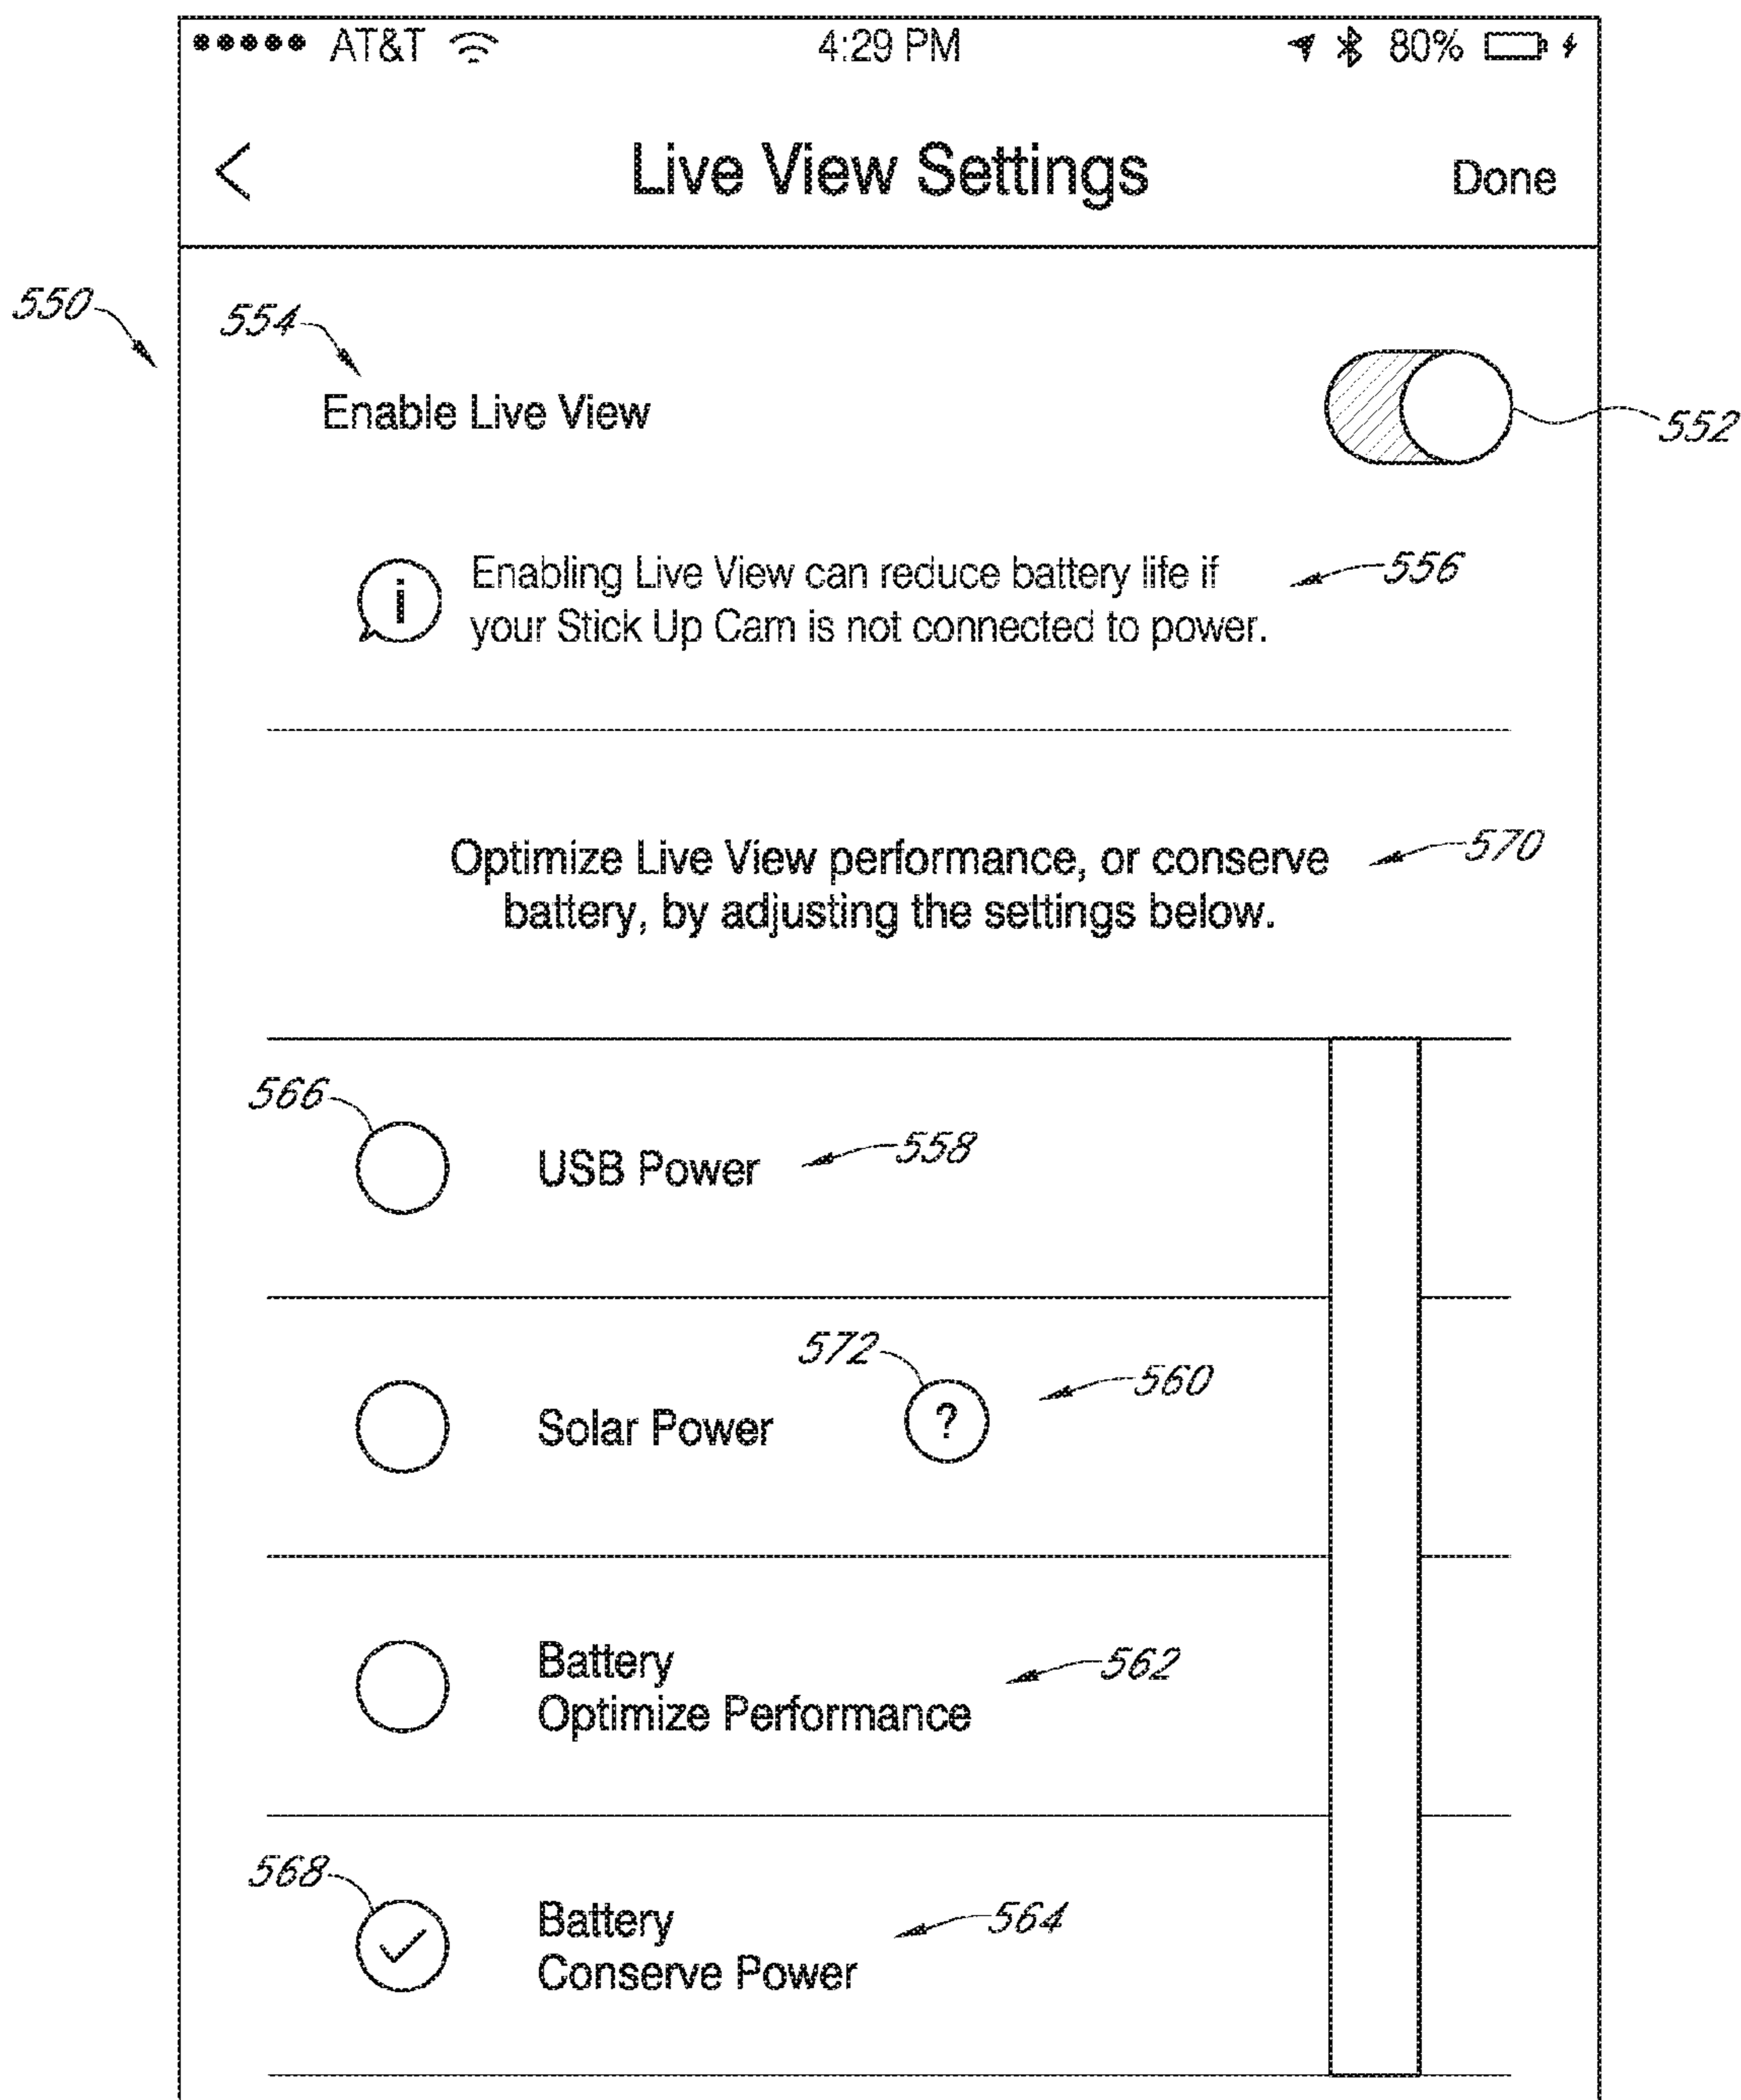 AT&T 4:29 PM 80%
< Live View Settings Done
550
554
Enable Live View
552
i Enabling Live View can reduce battery life if 556
your Stick Up Cam is not connected to power.
Optimize Live View performance, or conserve 570
battery, by adjusting the settings below.
566
USB Power 558
572
Solar Power ? 560
Battery 562
Optimize Performance
568
Battery 564
Conserve Power